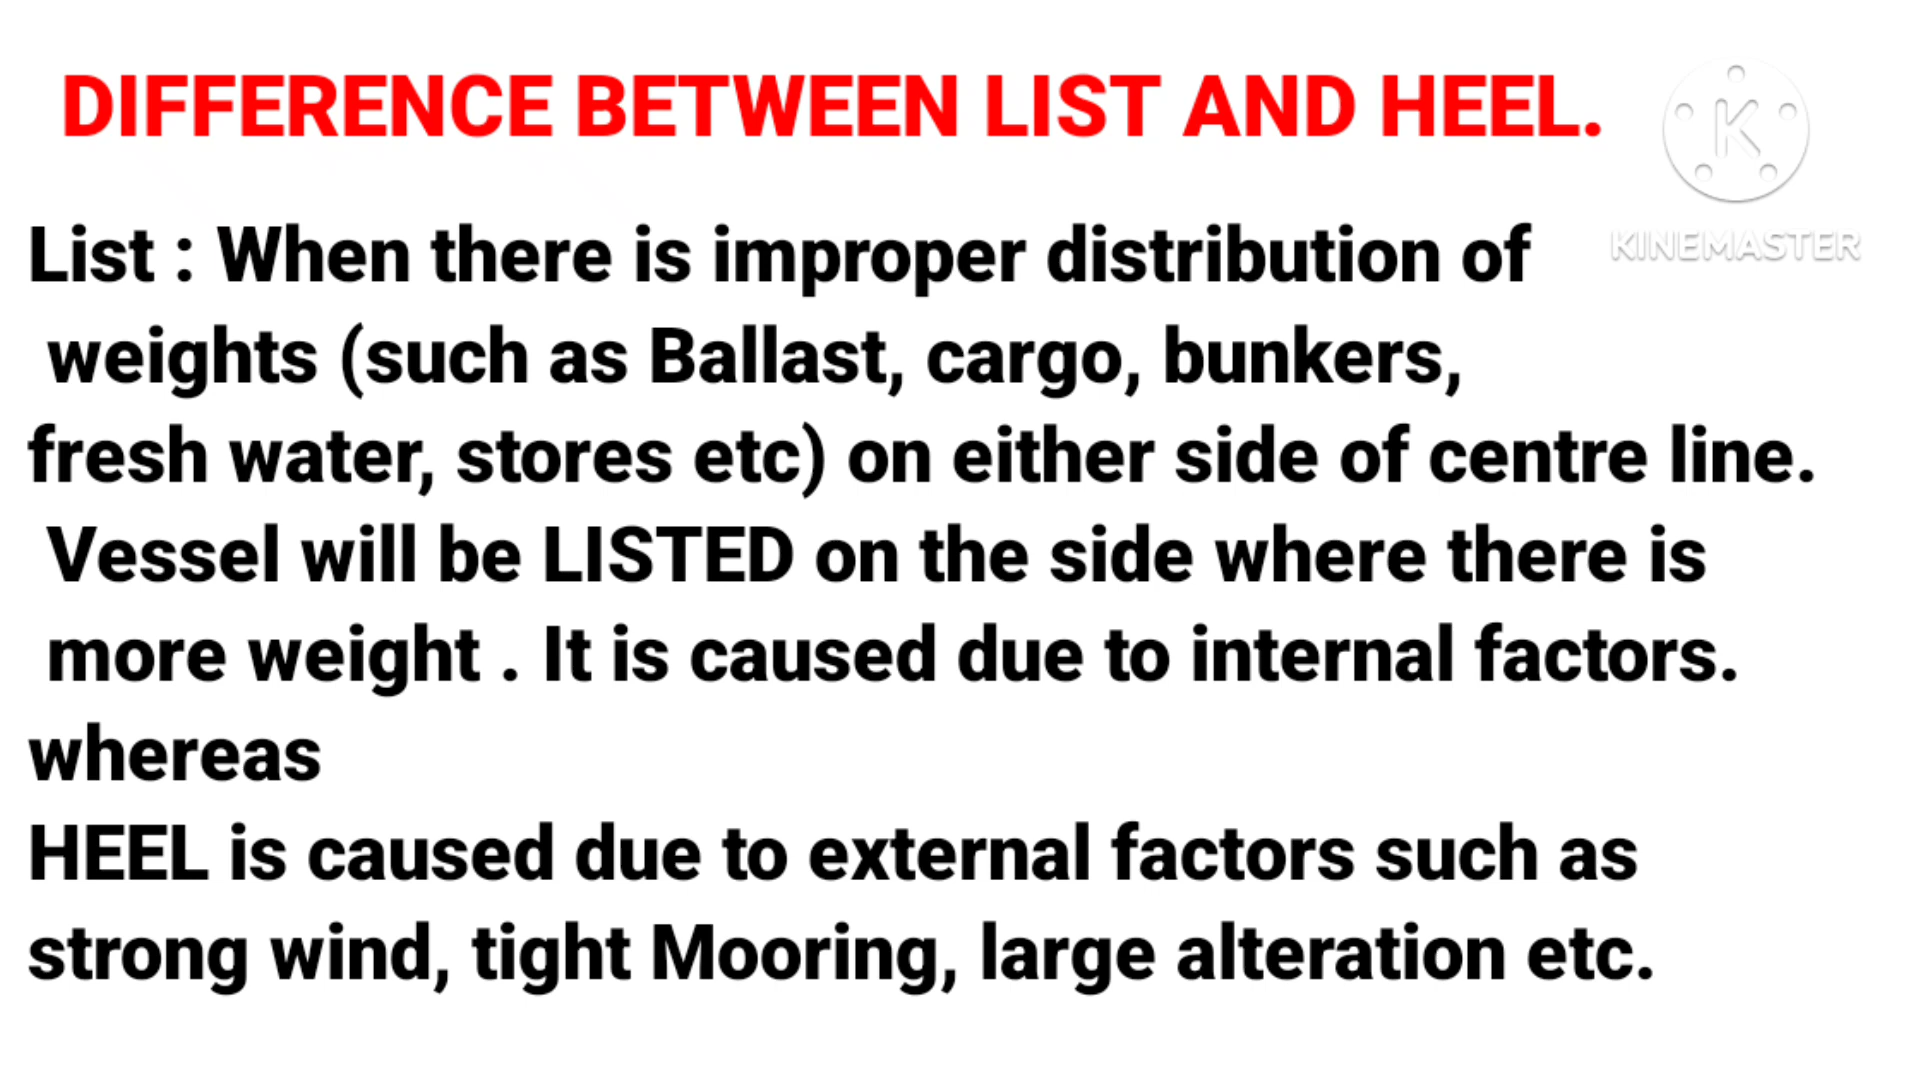 DIFFERENCE BETWEEN LIST AND HEEL.
K
KINEMASTER
List : When there is improper distribution of
weights (such as Ballast, cargo, bunkers,
fresh water, stores etc) on either side of centre line.
Vessel will be LISTED on the side where there is
more weight . It is caused due to internal factors.
whereas
HEEL is caused due to external factors such as
strong wind, tight Mooring, large alteration etc.